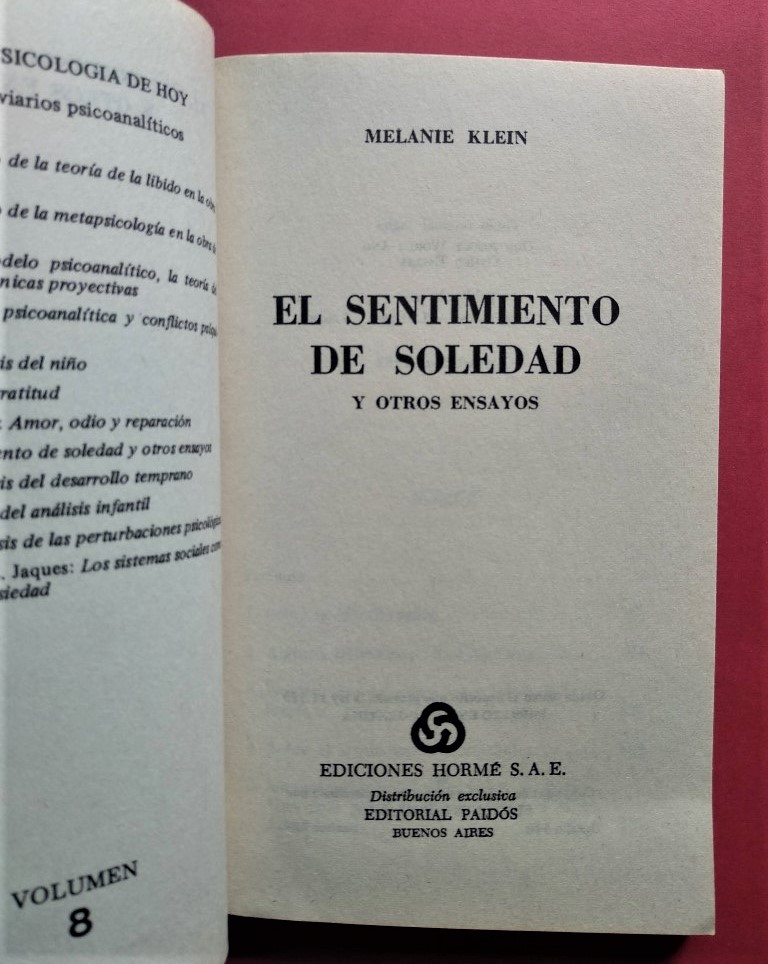 SICOLOGIA DE HOY
viarios psicoanalíticos
de la teoría de la libido en la
de la metapsicología en la obra
delo psicoanalítico, la teoría
nicas proyectivas
psicoanalítica y conflictos
is del niño
ratitud
: Amor, odio y reparación
nto de soledad y otros ensayos
is del desarrollo temprano
del análisis infantil
sis de las perturbaciones
. Jaques: Los sistemas sociales
siedad
VOLUMEN
8
MELANIE KLEIN
EL SENTIMIENTO
DE SOLEDAD
Y OTROS ENSAYOS
EDICIONES HORMÉ S. A. E.
Distribución exclusiva
EDITORIAL PAIDÓS
BUENOS AIRES